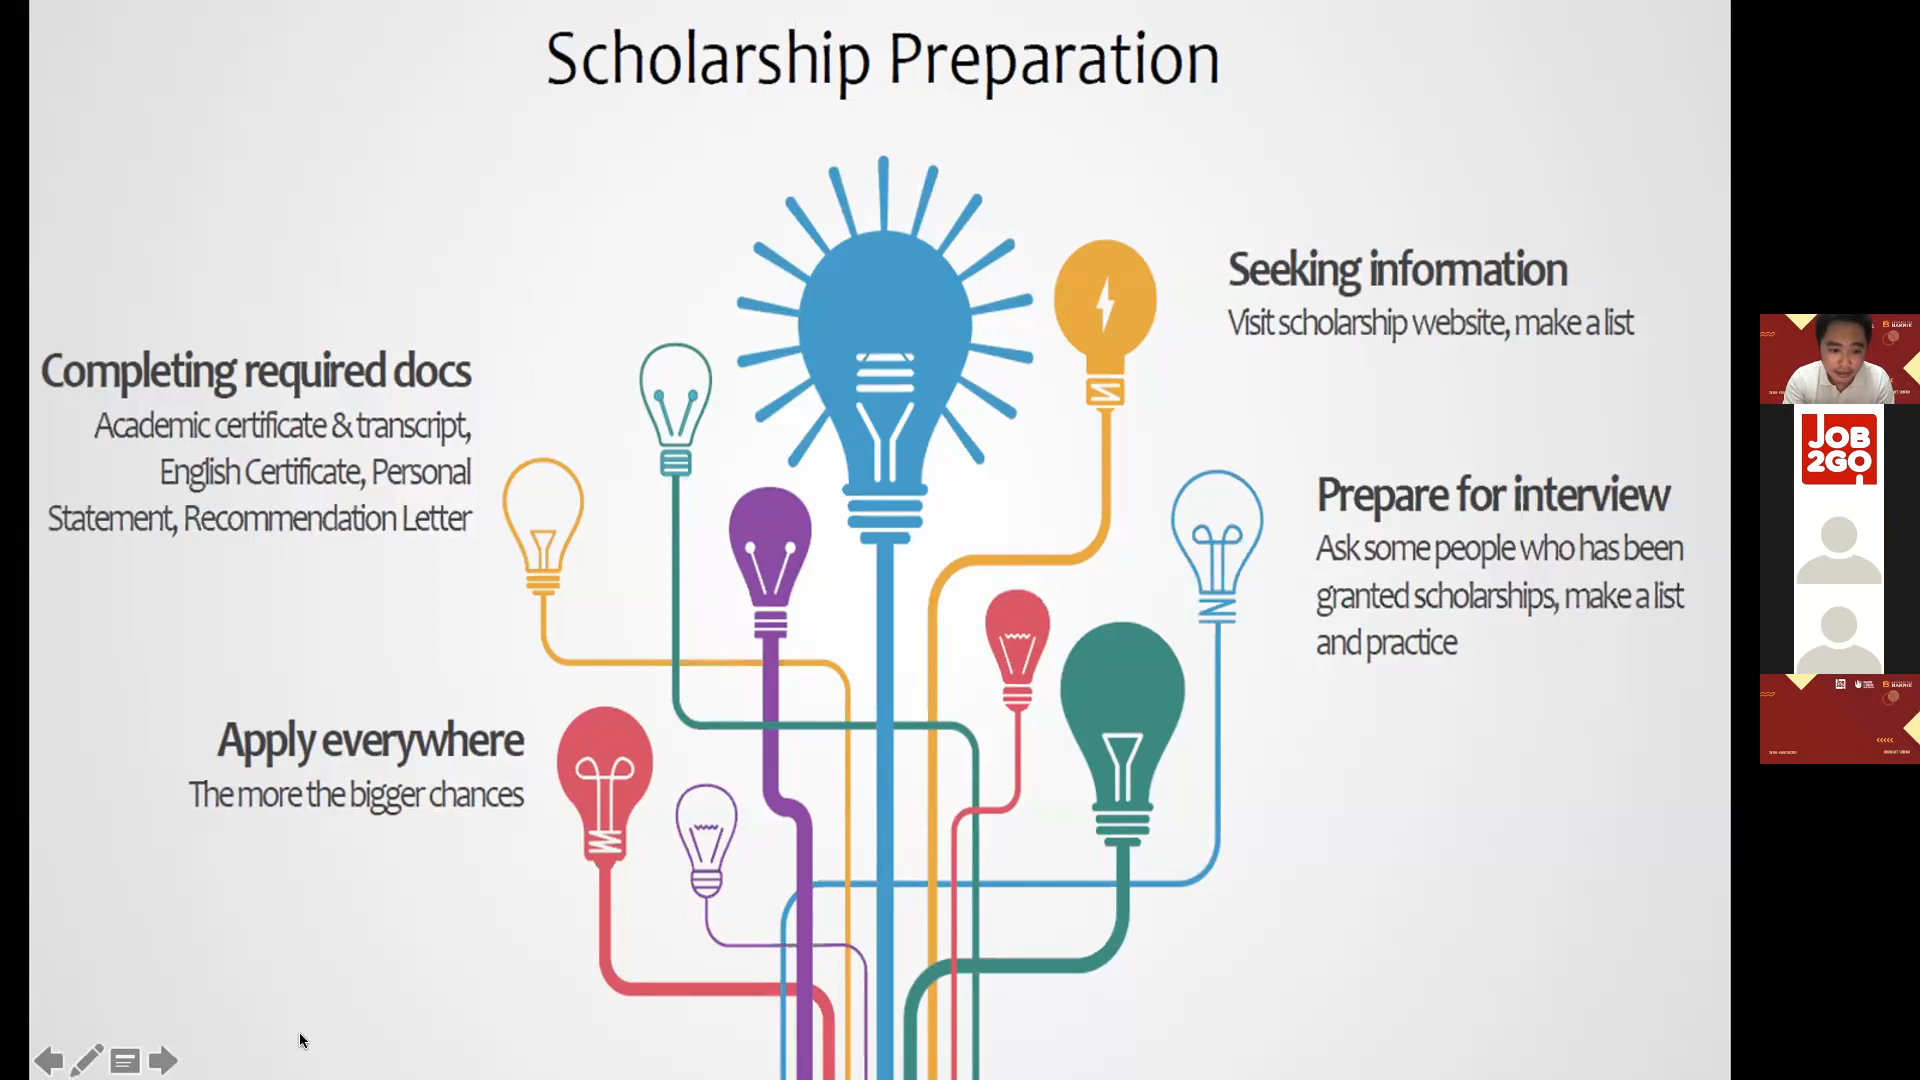 Scholarship Preparation
Seeking information
Visit scholarship website, make a list
Completing required docs
Academic certificate & transcript,
English Certificate, Personal
Statement, Recommendation Letter
Prepare for interview
Ask some people who has been
granted scholarships, make a list
and practice
Apply everywhere
The more the bigger chances
JOB
2GO